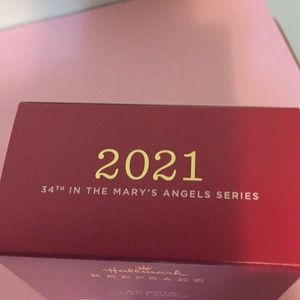 2021
34TH IN THE MARY'S ANGELS SERIES
Hallmark
KEEPSAKE